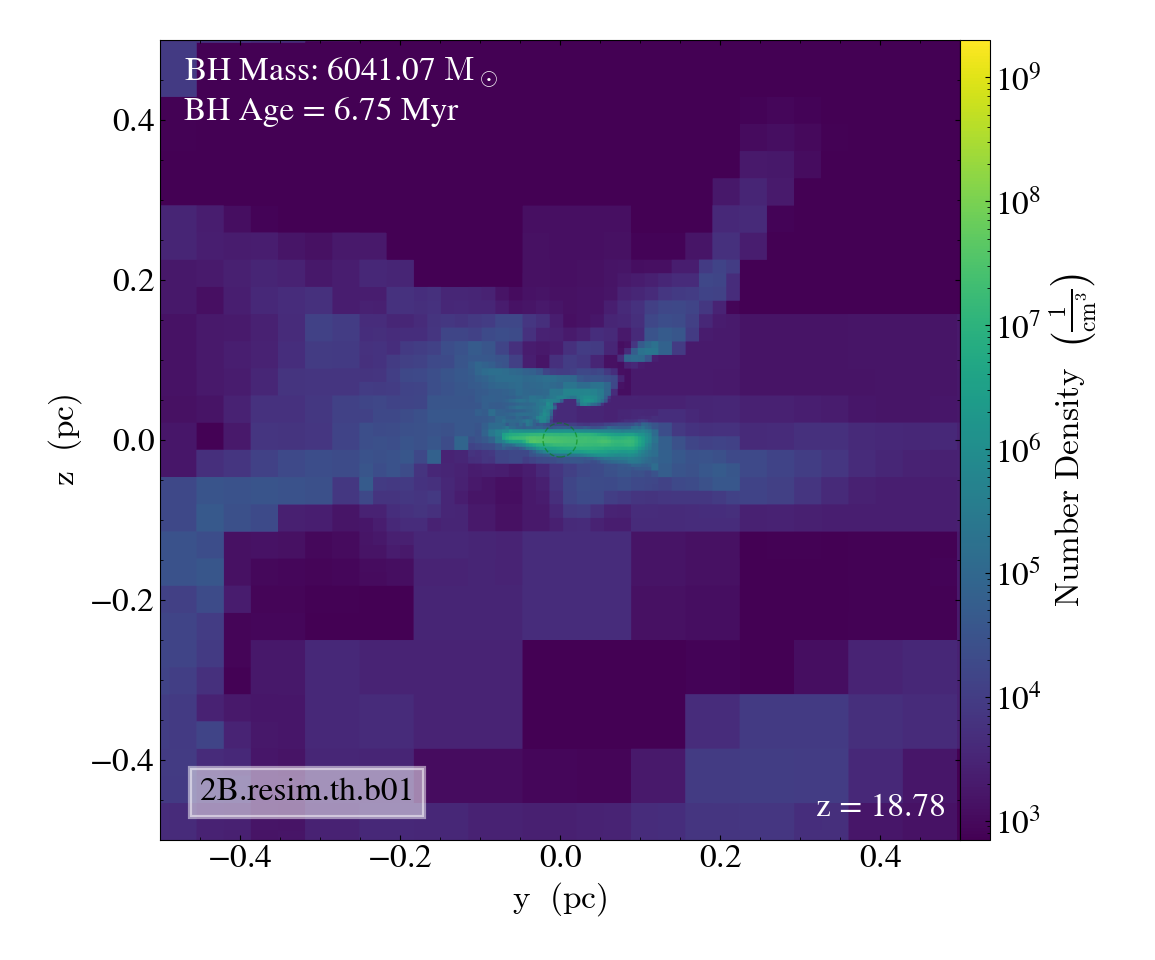 BH Mass: 6041.07 M⊙
BH Age = 6.75 Myr
0.4
0.2
0.0
−0.2
−0.4
z (pc)
2B.resim.th.b01
z = 18.78
−0.4 −0.2 0.0 0.2 0.4
y (pc)
10⁹
10⁸
10⁷
10⁶
10⁵
10⁴
10³
Number Density (1/cm³)